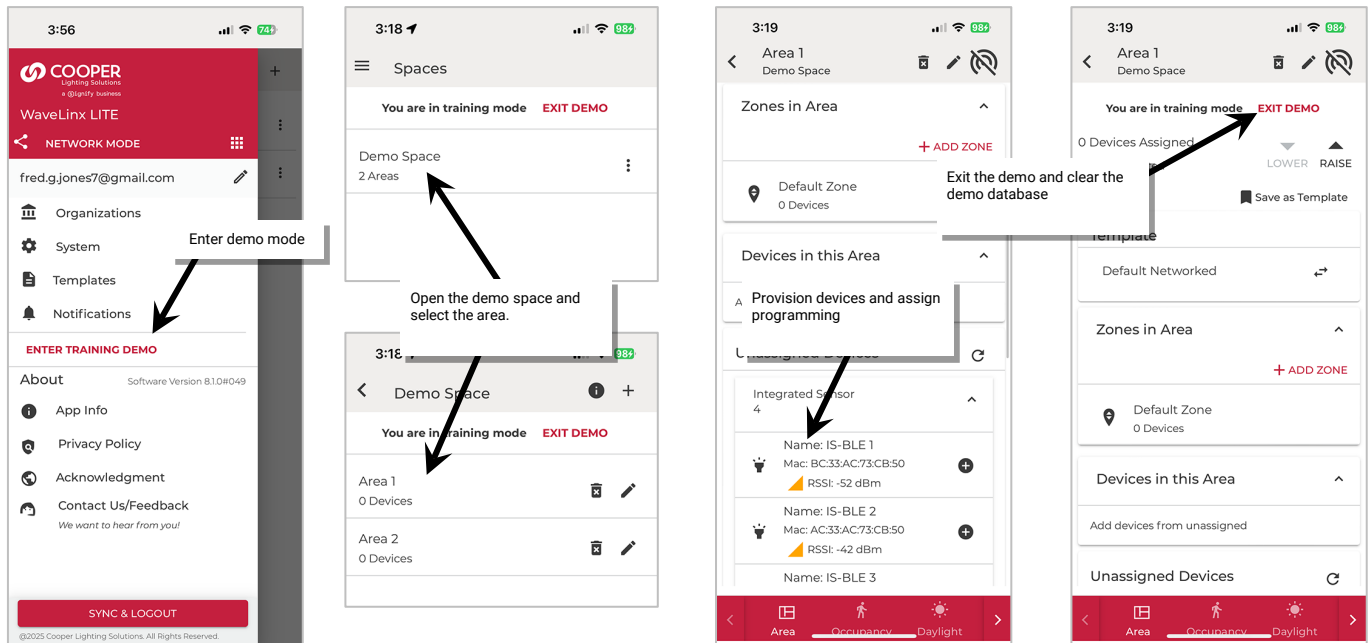 3:56
74
COOPER
Lighting Solutions
a Signify business
WaveLinx LITE
NETWORK MODE
fred.g.jones7@gmail.com
Organizations
System
Templates
Notifications
Enter demo mode
ENTER TRAINING DEMO
About
Software Version 8.1.0#049
App Info
Privacy Policy
Acknowledgment
Contact Us/Feedback
We want to hear from you!
SYNC & LOGOUT
@2025 Cooper Lighting Solutions. All Rights Reserved.
3:18
98
Spaces
You are in training mode EXIT DEMO
Demo Space
2 Areas
Open the demo space and
select the area.
3:18
98
Demo Space
You are in training mode EXIT DEMO
Area 1
0 Devices
Area 2
0 Devices
3:19
98
Area 1
Demo Space
Zones in Area
+ ADD ZONE
Default Zone
0 Devices
Devices in this Area
Provision devices and assign
programming
Unassigned Devices
Integrated Sensor
4
Name: IS-BLE 1
Mac: BC:33:AC:73:CB:50
RSSI: -52 dBm
Name: IS-BLE 2
Mac: AC:33:AC:73:CB:50
RSSI: -42 dBm
Name: IS-BLE 3
Area
Occupancy
Daylight
3:19
98
Area 1
Demo Space
You are in training mode EXIT DEMO
0 Devices Assigned
LOWER
RAISE
Exit the demo and clear the
demo database
Save as Template
Template
Default Networked
Zones in Area
+ ADD ZONE
Default Zone
0 Devices
Devices in this Area
Add devices from unassigned
Unassigned Devices
Area
Occupancy
Daylight